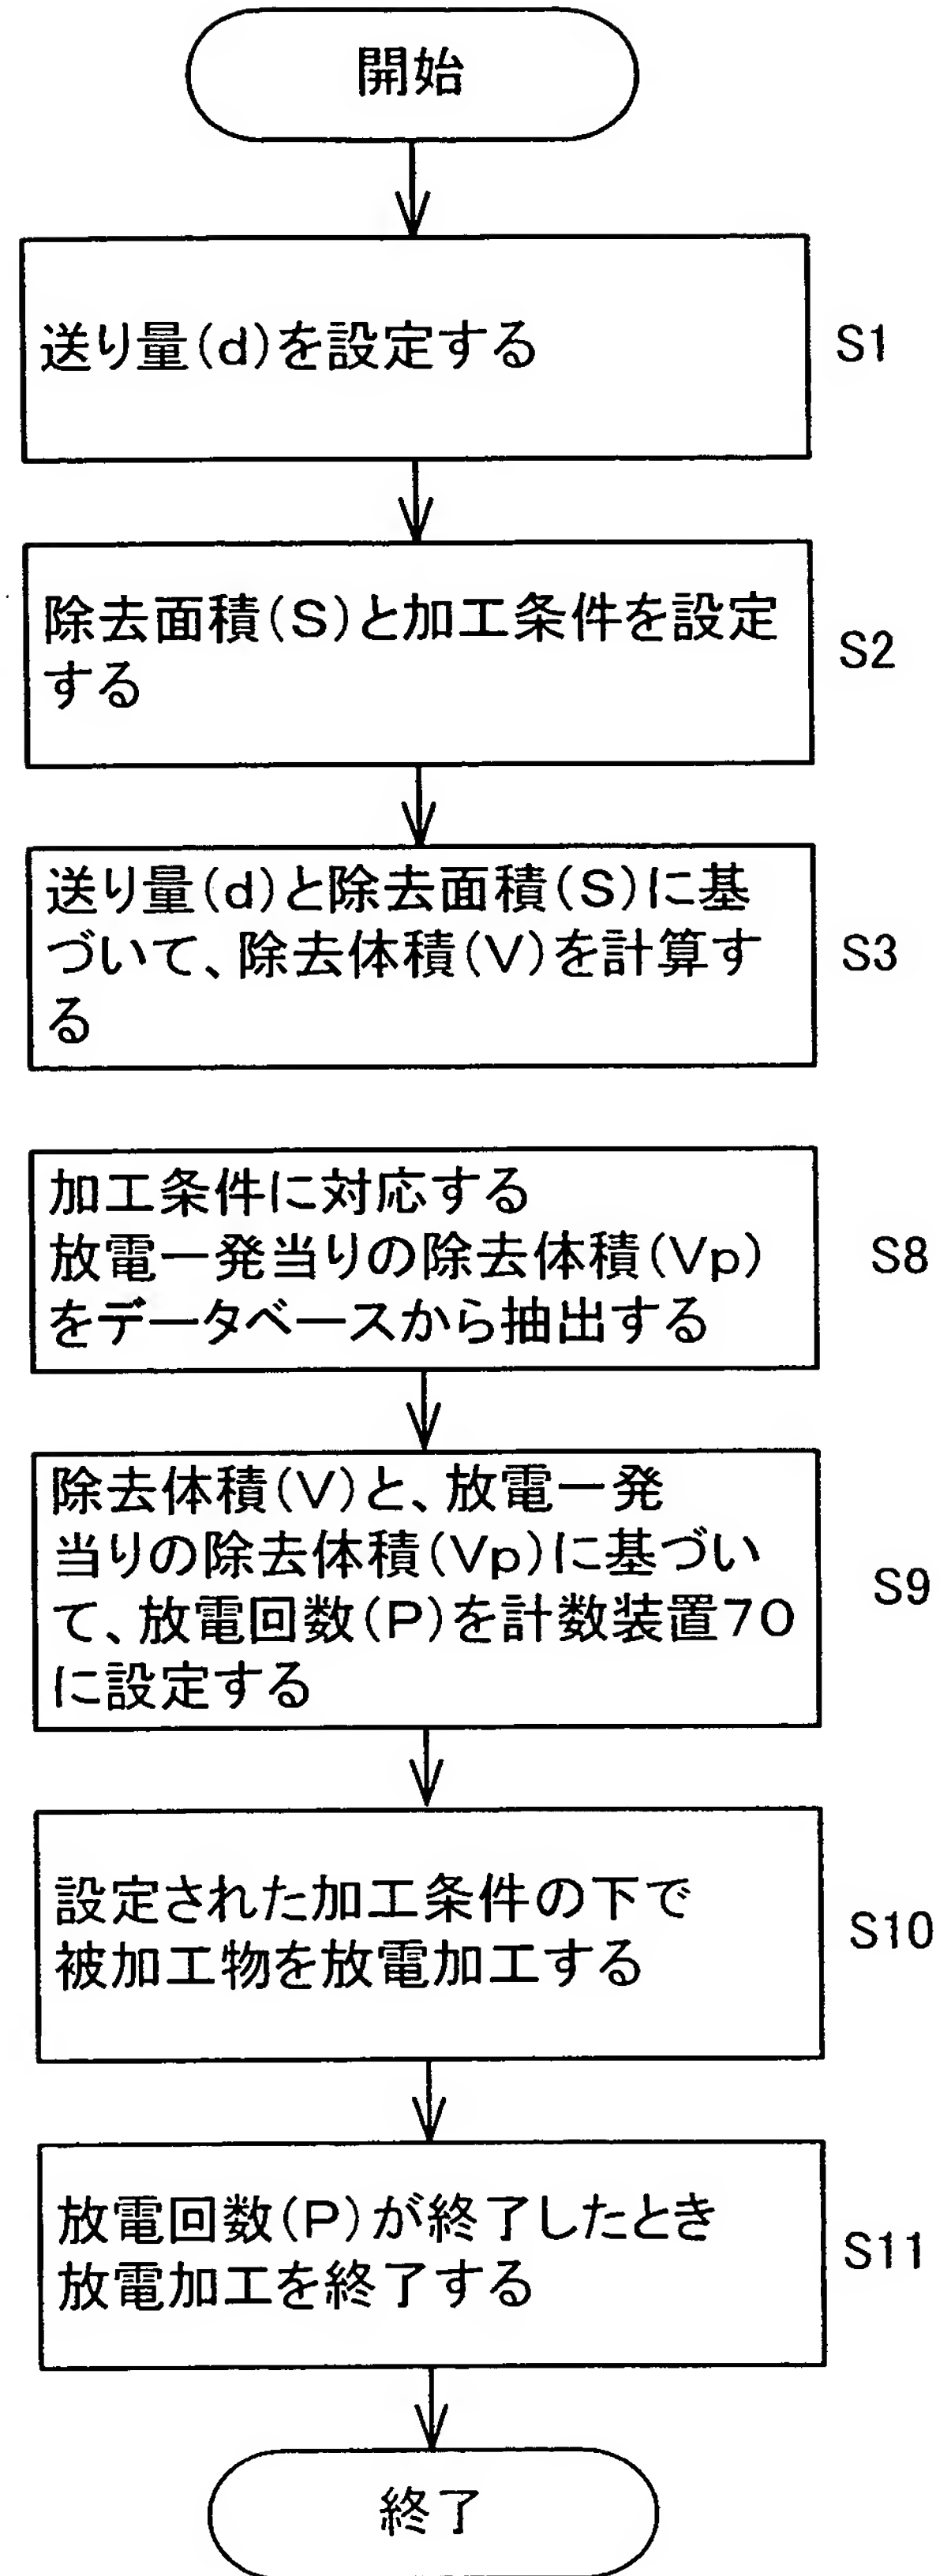 開始
送り量(d)を設定する
S1
除去面積(S)と加工条件を設定
する
S2
送り量(d)と除去面積(S)に基
づいて、除去体積(V)を計算す
る
S3
加工条件に対応する
放電一発当りの除去体積(Vp)
をデータベースから抽出する
S8
除去体積(V)と、放電一発
当りの除去体積(Vp)に基づい
て、放電回数(P)を計数装置70
に設定する
S9
設定された加工条件の下で
被加工物を放電加工する
S10
放電回数(P)が終了したとき
放電加工を終了する
S11
終了